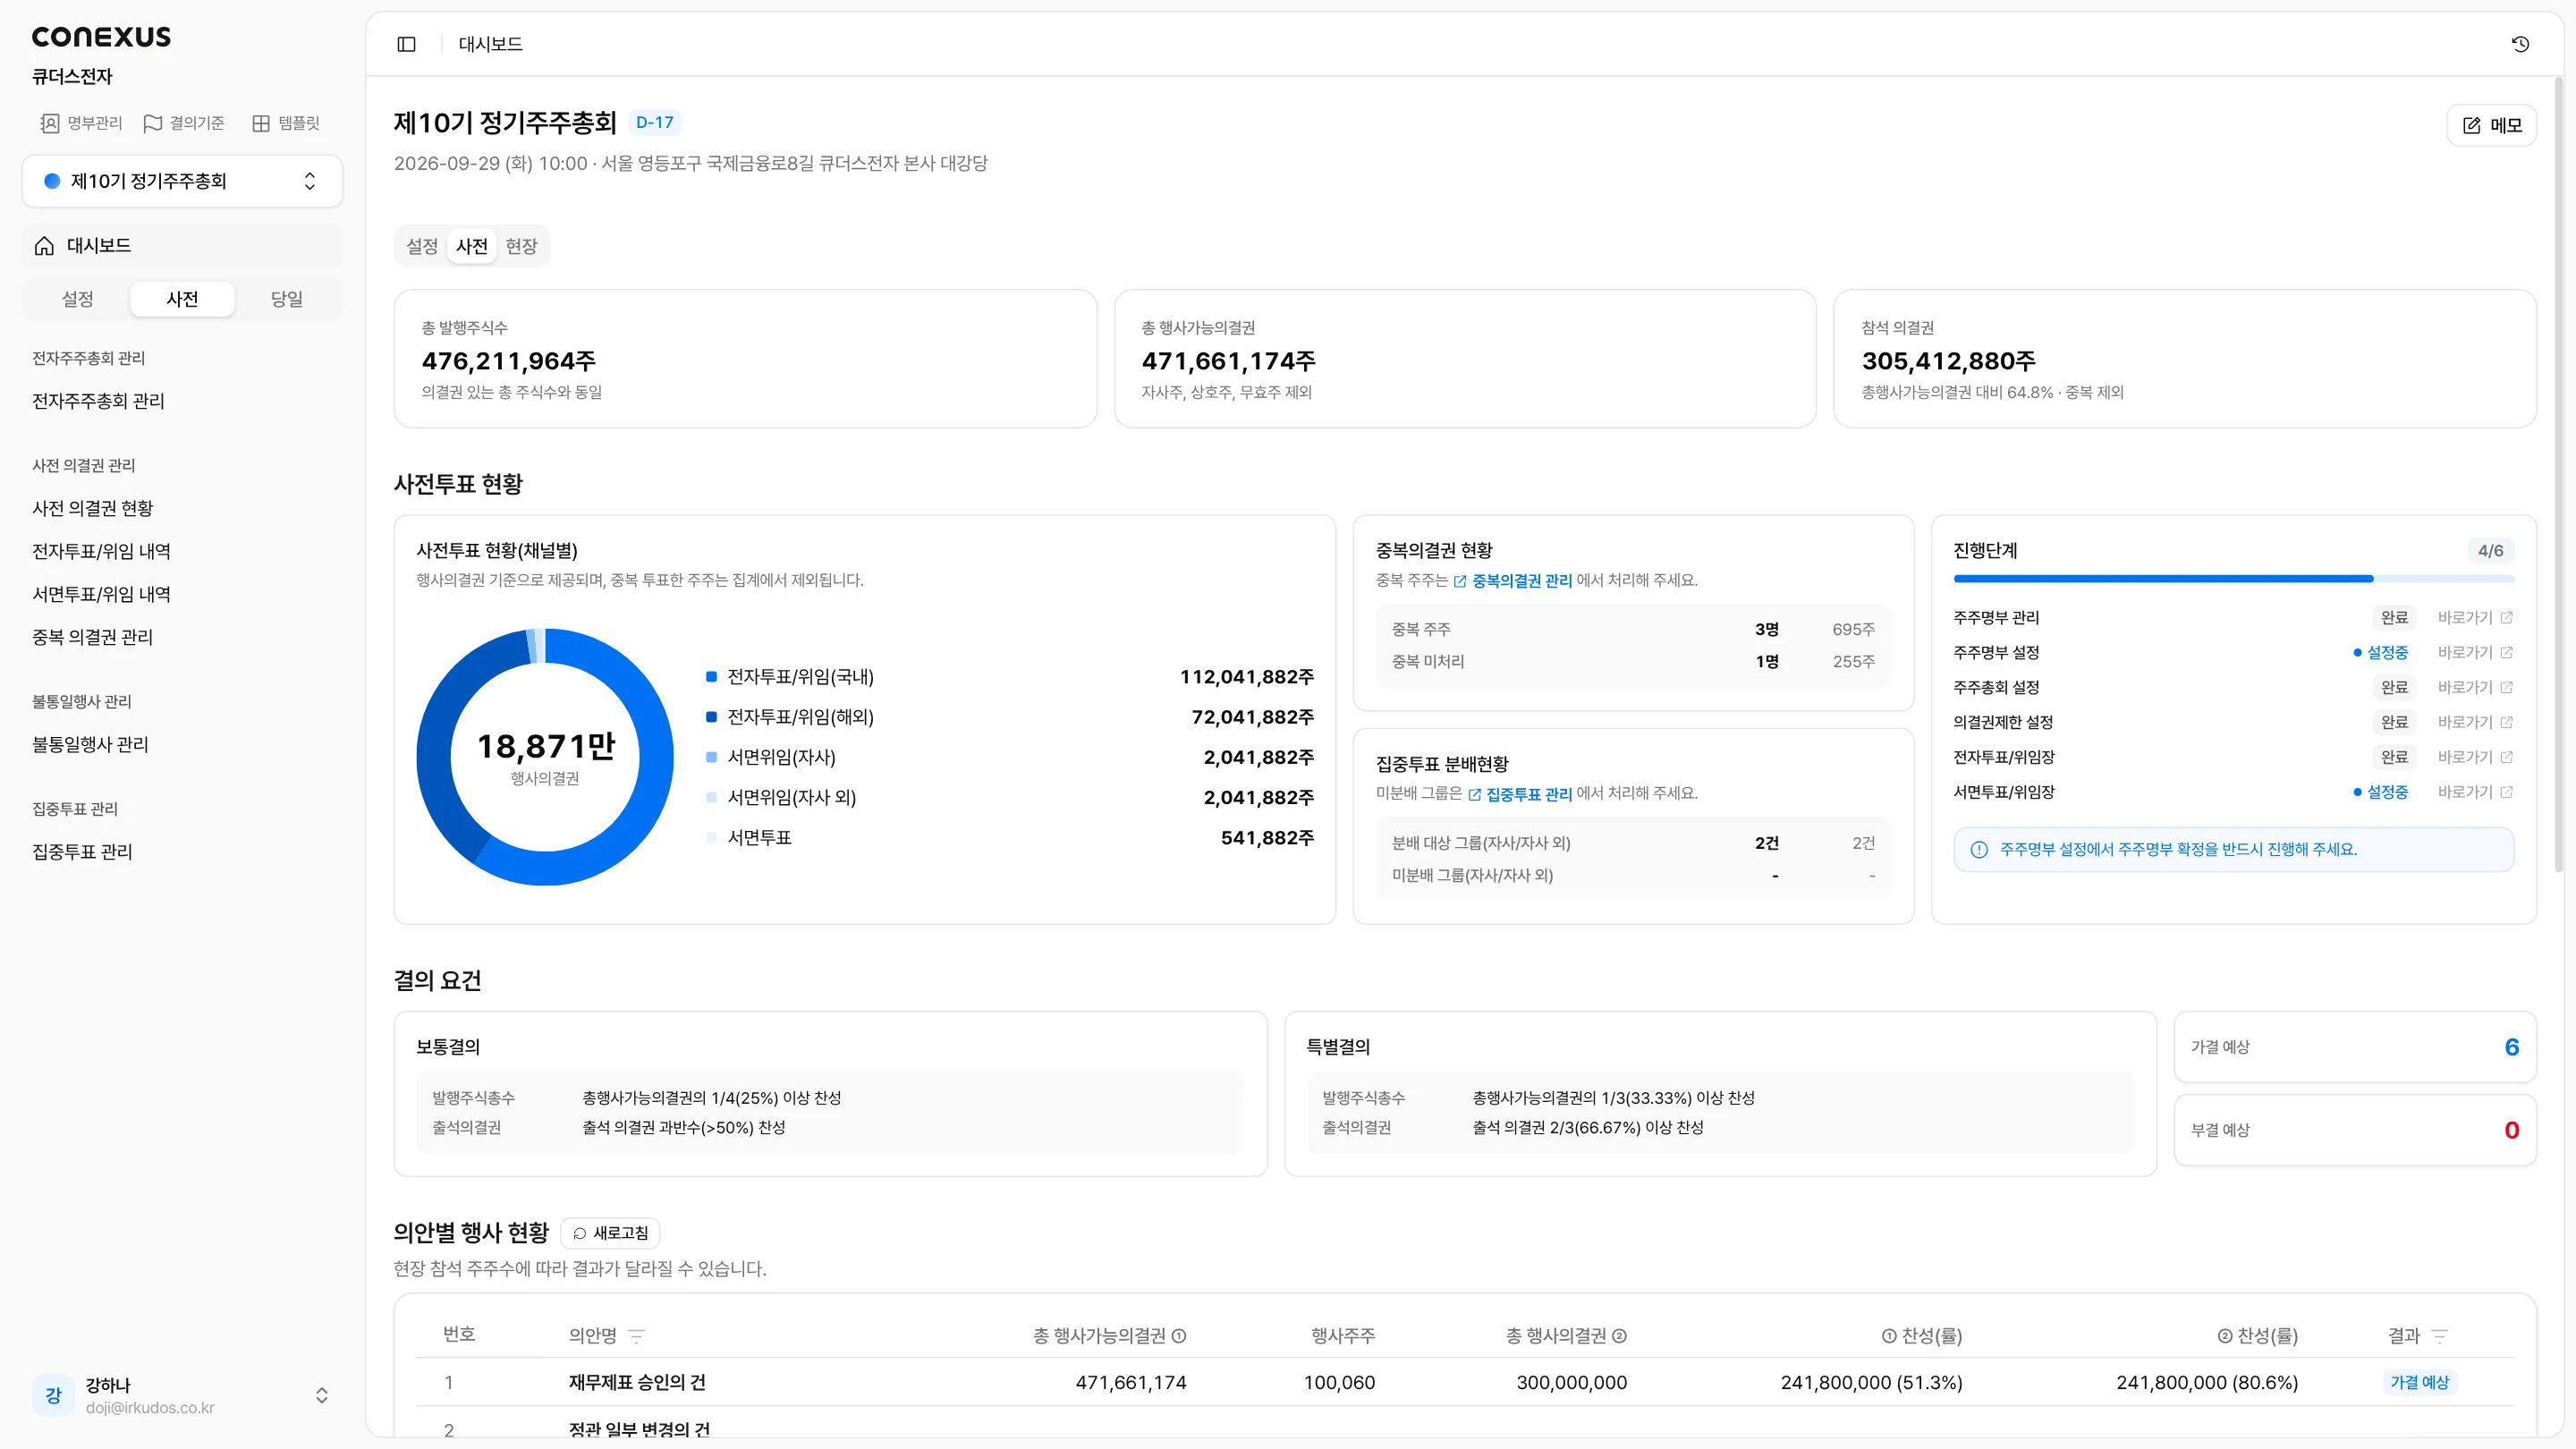 CONEXUS
큐더스전자
명부관리 결의기준 템플릿
제10기 정기주주총회
대시보드
설정 사전 당일
전자주주총회 관리
전자주주총회 관리
사전 의결권 관리
사전 의결권 현황
전자투표/위임 내역
서면투표/위임 내역
중복 의결권 관리
불통일행사 관리
불통일행사 관리
집중투표 관리
집중투표 관리
강
강하나
doji@irkudos.co.kr
대시보드
제10기 정기주주총회 D-17
메모
2026-09-29 (화) 10:00 · 서울 영등포구 국제금융로8길 큐더스전자 본사 대강당
설정 사전 현장
총 발행주식수
476,211,964주
의결권 있는 총 주식수와 동일
총 행사가능의결권
471,661,174주
자사주, 상호주, 무효주 제외
참석 의결권
305,412,880주
총행사가능의결권 대비 64.8% · 중복 제외
사전투표 현황
사전투표 현황(채널별)
행사의결권 기준으로 제공되며, 중복 투표한 주주는 집계에서 제외됩니다.
18,871만
행사의결권
전자투표/위임(국내) 112,041,882주
전자투표/위임(해외) 72,041,882주
서면위임(자사) 2,041,882주
서면위임(자사 외) 2,041,882주
서면투표 541,882주
중복의결권 현황
중복 주주는 중복의결권 관리 에서 처리해 주세요.
중복 주주 3명 695주
중복 미처리 1명 255주
집중투표 분배현황
미분배 그룹은 집중투표 관리 에서 처리해 주세요.
분배 대상 그룹(자사/자사 외) 2건 2건
미분배 그룹(자사/자사 외) - -
진행단계 4/6
주주명부 관리 완료 바로가기
주주명부 설정 설정중 바로가기
주주총회 설정 완료 바로가기
의결권제한 설정 완료 바로가기
전자투표/위임장 완료 바로가기
서면투표/위임장 설정중 바로가기
주주명부 설정에서 주주명부 확정을 반드시 진행해 주세요.
결의 요건
보통결의
발행주식총수 총행사가능의결권의 1/4(25%) 이상 찬성
출석의결권 출석 의결권 과반수(>50%) 찬성
특별결의
발행주식총수 총행사가능의결권의 1/3(33.33%) 이상 찬성
출석의결권 출석 의결권 2/3(66.67%) 이상 찬성
가결 예상 6
부결 예상 0
의안별 행사 현황 새로고침
현장 참석 주주수에 따라 결과가 달라질 수 있습니다.
번호 의안명 총 행사가능의결권 ① 행사주주 총 행사의결권 ② ① 찬성(률) ② 찬성(률) 결과
1 재무제표 승인의 건 471,661,174 100,060 300,000,000 241,800,000 (51.3%) 241,800,000 (80.6%) 가결 예상
2 정관 일부 변경의 건